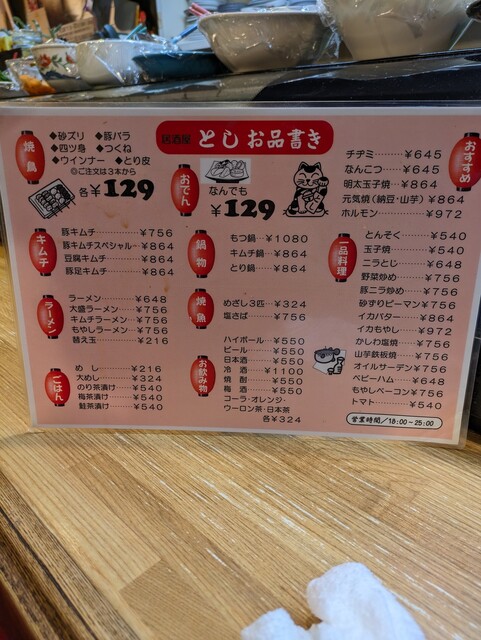 居酒屋 とし お品書き
焼鳥
◆砂ズリ ◆豚バラ
◆四ツ身 ◆つくね
◆ウインナー ◆とり皮
◎ご注文は3本から
各¥129
おでん
なんでも
¥129
おすすめ
チヂミ……¥645
なんこつ……¥645
明太玉子焼…¥864
元気焼(納豆・山芋)¥864
ホルモン……¥972
キムチ
豚キムチ……¥756
豚キムチスペシャル…¥864
豆腐キムチ……¥864
豚足キムチ……¥864
鍋物
もつ鍋…¥1080
キムチ鍋…¥864
とり鍋……¥864
一品料理
とんそく……¥540
玉子焼……¥540
ニラとじ……¥648
野菜炒め……¥756
豚ニラ炒め……¥756
砂ずりピーマン¥756
イカバター……¥864
イカもやし……¥972
かしわ塩焼……¥756
山芋鉄板焼……¥756
オイルサーデン¥756
ベビーハム……¥648
もやしベーコン¥756
トマト……¥540
ラーメン
ラーメン………¥648
大盛ラーメン…¥756
キムチラーメン¥756
もやしラーメン…¥756
替え玉………¥216
焼魚
めざし3匹…¥324
塩さば……¥756
ごはん
め し………¥216
大めし………¥324
のり茶漬け…¥540
梅茶漬け……¥540
鮭茶漬け……¥540
お飲み物
ハイボール…¥550
ビール……¥550
日本酒……¥550
冷 酒……¥1100
焼 酎……¥550
梅 酒……¥550
コーラ・オレンジ・
ウーロン茶・日本茶
各¥324
営業時間/18:00~25:00